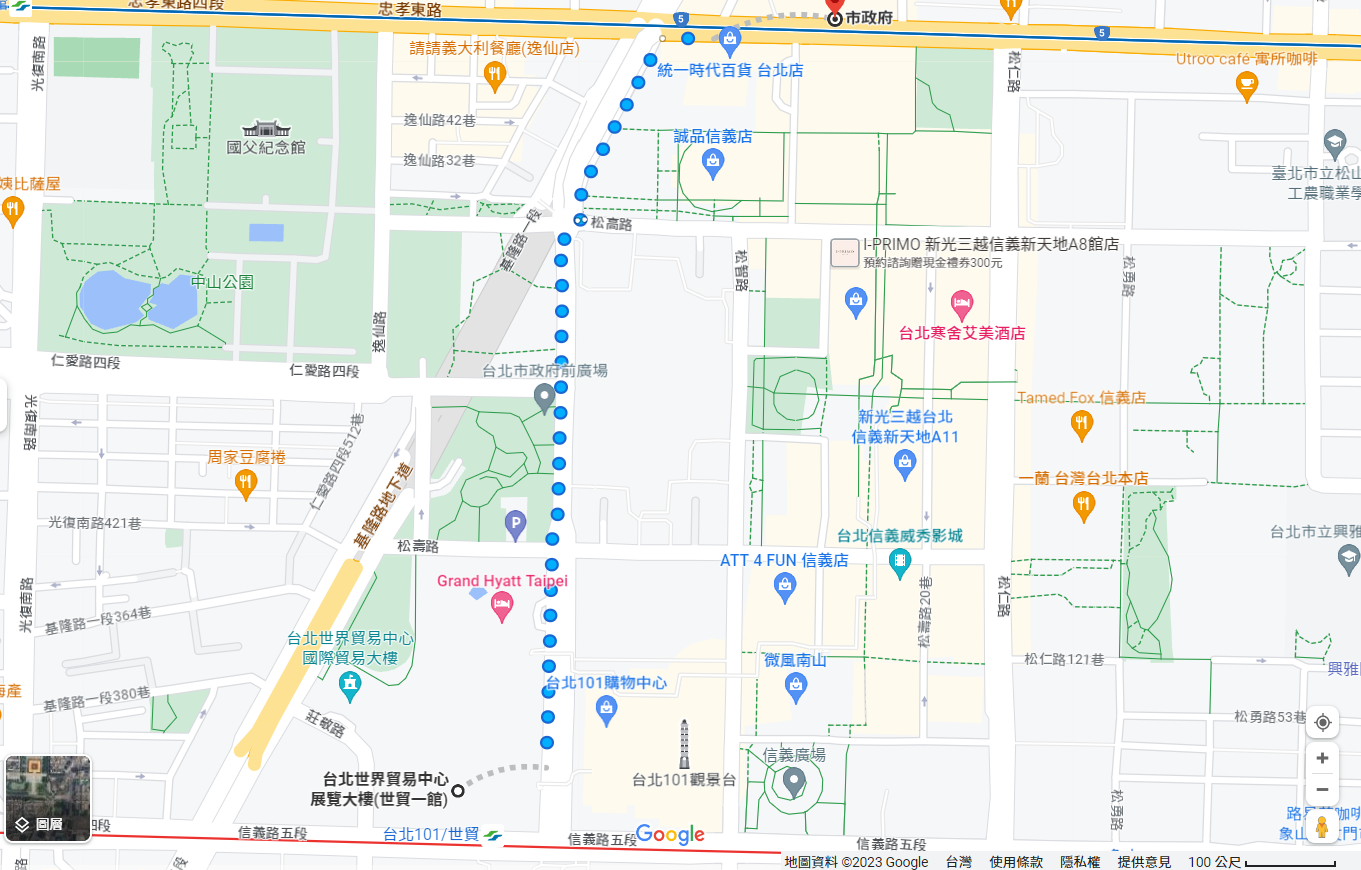 忠孝東路四段
忠孝東路
5
市政府
5
光復南路
請請義大利餐廳(逸仙店)
統一時代百貨 台北店
松仁路
Utroo café 寓所咖啡
國父紀念館
逸仙路42巷
逸仙路32巷
誠品信義店
臺北市立松山
工農職業學
姨比薩屋
基隆路一段
松高路
松智路
I-PRIMO 新光三越信義新天地A8館店
預約諮詢贈現金禮券300元
松勇路
中山公園
逸仙路
台北寒舍艾美酒店
仁愛路四段
仁愛路四段
台北市政府前廣場
光復南路
仁愛路四段512巷
新光三越台北
信義新天地A11
Tamed Fox 信義店
周家豆腐捲
基隆路地下道
一蘭 台灣台北本店
光復南路421巷
P
松壽路
台北信義威秀影城
台北市立興雅
ATT 4 FUN 信義店
Grand Hyatt Taipei
光復南路
基隆路一段364巷
松壽路20巷
松仁路
台北世界貿易中心
國際貿易大樓
微風南山
松仁路121巷
興雅
海產
基隆路一段380巷
台北101購物中心
莊敬路
松勇路53巷
信義廣場
台北世界貿易中心
展覽大樓(世貿一館)
台北101觀景台
松勇路
圖層
四段
信義路五段
台北101/世貿
信義路五段
Google
信義路五段
象山
地圖資料 ©2023 Google
台灣
使用條款
隱私權
提供意見
100 公尺